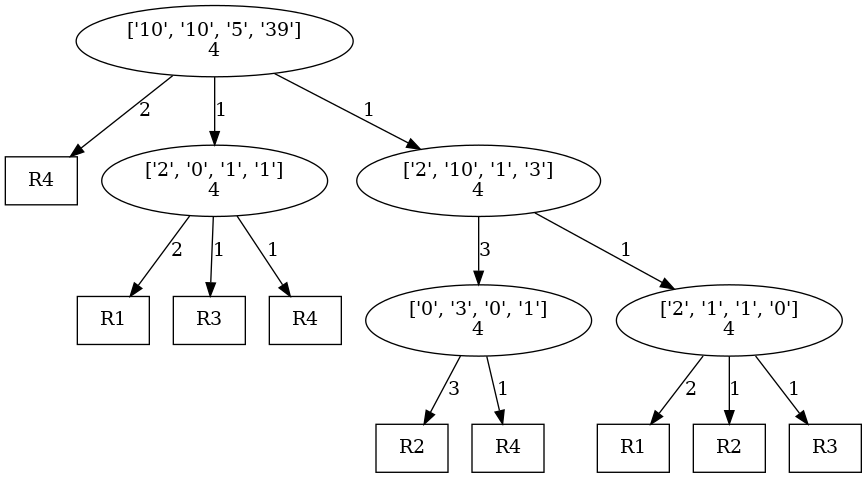 ['10', '10', '5', '39']
4
2
1
1
R4
['2', '0', '1', '1']
4
['2', '10', '1', '3']
4
2
1
1
3
1
R1
R3
R4
['0', '3', '0', '1']
4
['2', '1', '1', '0']
4
3
1
2
1
1
R2
R4
R1
R2
R3